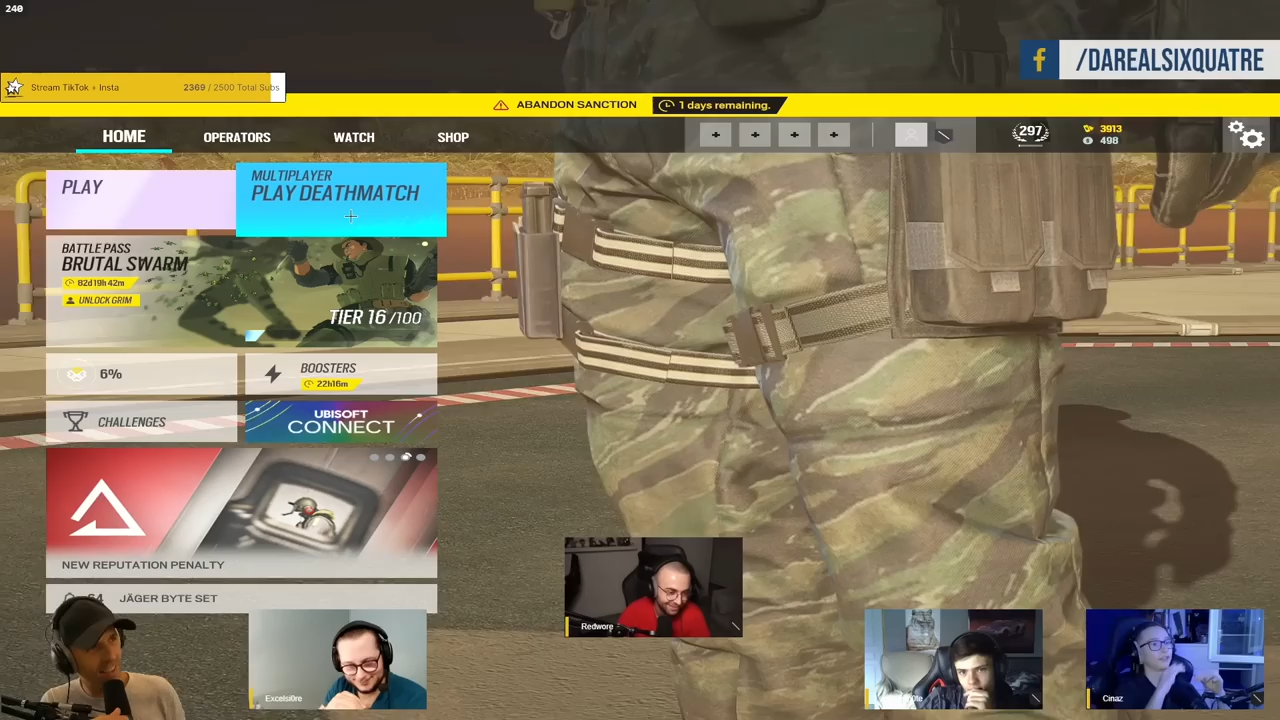 240
/DAREALSIXQUATRE
Stream TikTok + Insta
2369 / 2500 Total Subs
ABANDON SANCTION
1 days remaining.
HOME
OPERATORS
WATCH
SHOP
297
3913
498
PLAY
MULTIPLAYER
PLAY DEATHMATCH
BATTLE PASS
BRUTAL SWARM
82d19h42m
UNLOCK GRIM
TIER 16 /100
6%
BOOSTERS
22h16m
CHALLENGES
UBISOFT
CONNECT
NEW REPUTATION PENALTY
64
JÄGER BYTE SET
Redwore
Excelsi0re
Cinaz